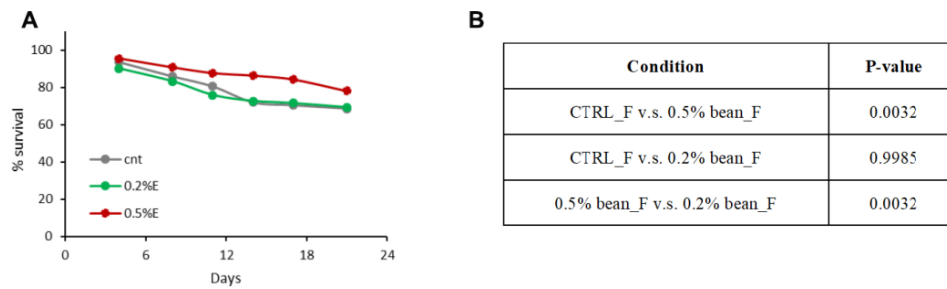 A
100
80
60
40
20
0
% survival
cnt
0.2%E
0.5%E
0 6 12 18 24
Days
B
Condition P-value
CTRL_F v.s. 0.5% bean_F 0.0032
CTRL_F v.s. 0.2% bean_F 0.9985
0.5% bean_F v.s. 0.2% bean_F 0.0032